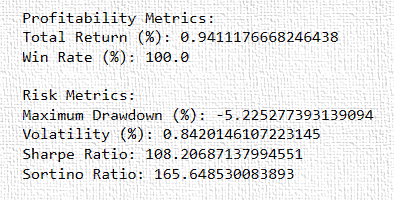 Profitability Metrics:
Total Return (%): 0.9411176668246438
Win Rate (%): 100.0
Risk Metrics:
Maximum Drawdown (%): -5.225277393139094
Volatility (%): 0.8420146107223145
Sharpe Ratio: 108.20687137994551
Sortino Ratio: 165.648530083893